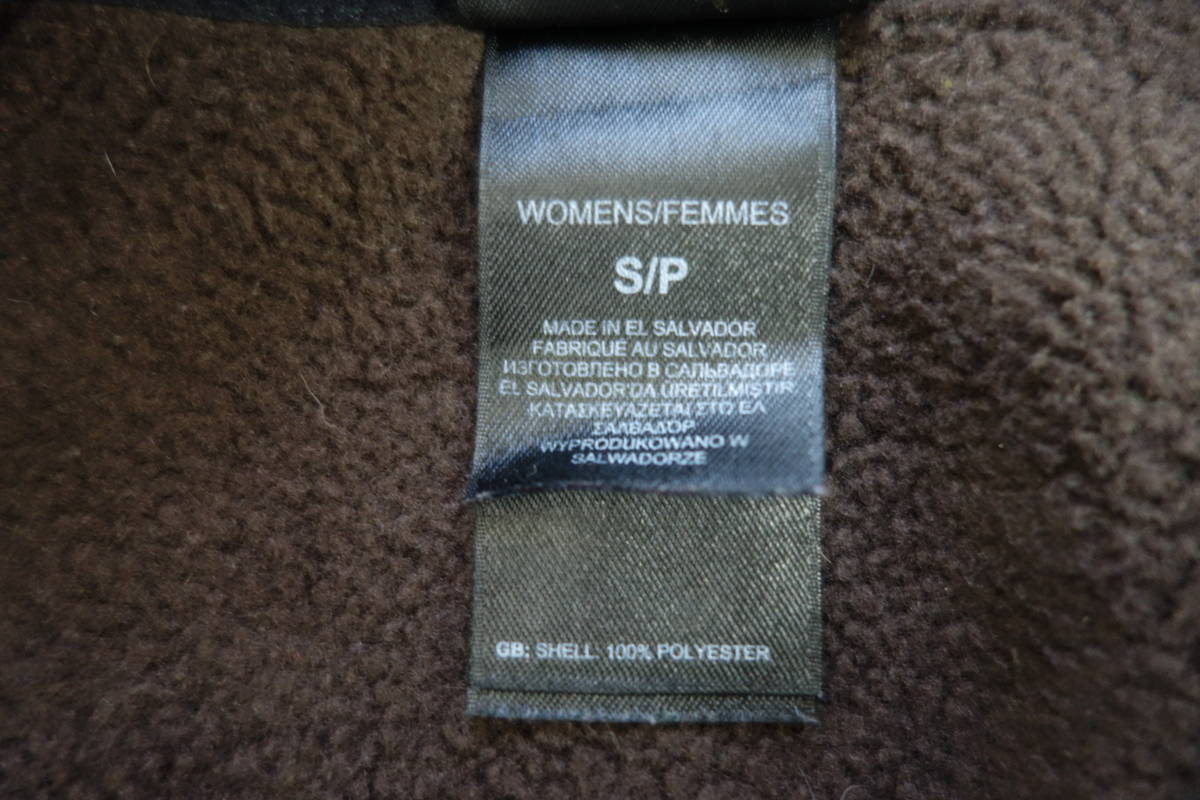 WOMENS/FEMMES
S/P
MADE IN EL SALVADOR
FABRIQUE AU SALVADOR
ИЗГОТОВЛЕНО В САЛЬВАДОРЕ
EL SALVADOR'DA ÜRETILMIŞTIR
ΚΑΤΑΣΚΕΥΑΖΕΤΑΙ ΣΤΟ ΕΛ
ΣΑΛΒΑΔΟΡ
WYPRODUKOWANO W
SALWADORZE
GB: SHELL. 100% POLYESTER